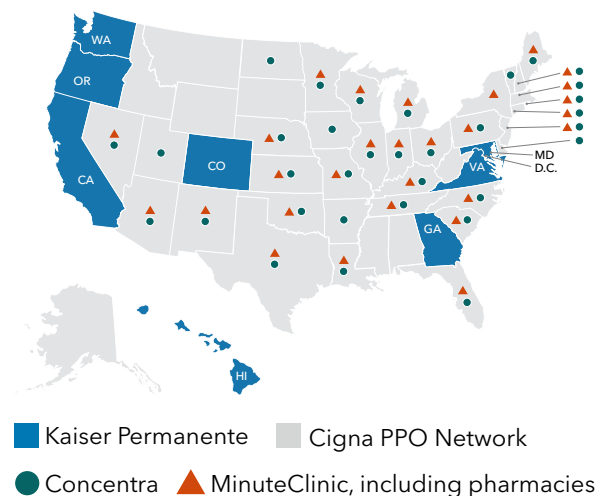 WA
OR
CA
CO
MD
D.C.
VA
GA
HI
Kaiser Permanente Cigna PPO Network
Concentra MinuteClinic, including pharmacies